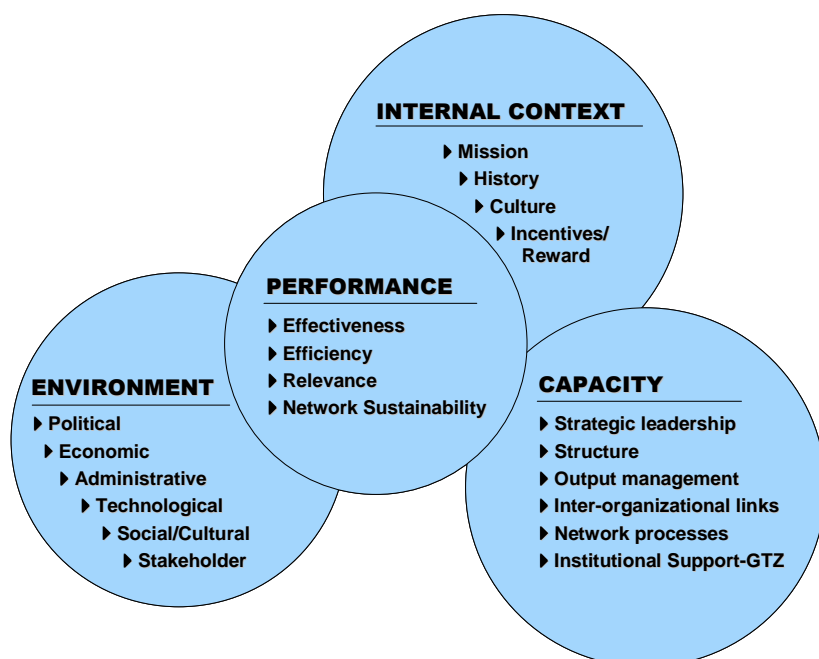 INTERNAL CONTEXT
Mission
History
Culture
Incentives/
Reward
PERFORMANCE
Effectiveness
Efficiency
Relevance
Network Sustainability
ENVIRONMENT
Political
Economic
Administrative
Technological
Social/Cultural
Stakeholder
CAPACITY
Strategic leadership
Structure
Output management
Inter-organizational links
Network processes
Institutional Support-GTZ